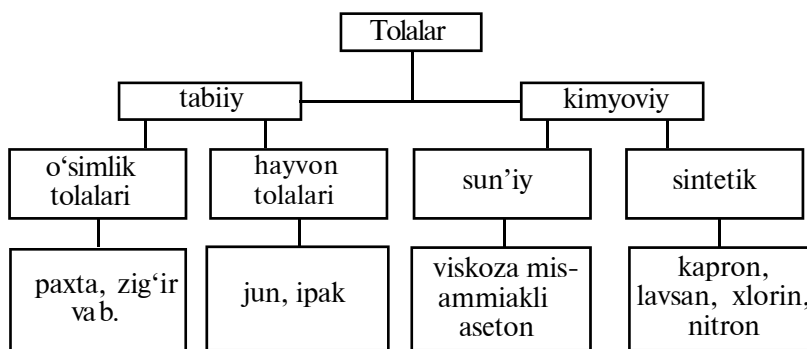 Tolalar
tabiiy
kimyoviy
o‘simlik
tolalari
hayvon
tolalari
sun’iy
sintetik
paxta, zig‘ir
vab.
jun, ipak
viskoza mis-
ammiakli
aseton
kapron,
lavsan, xlorin,
nitron